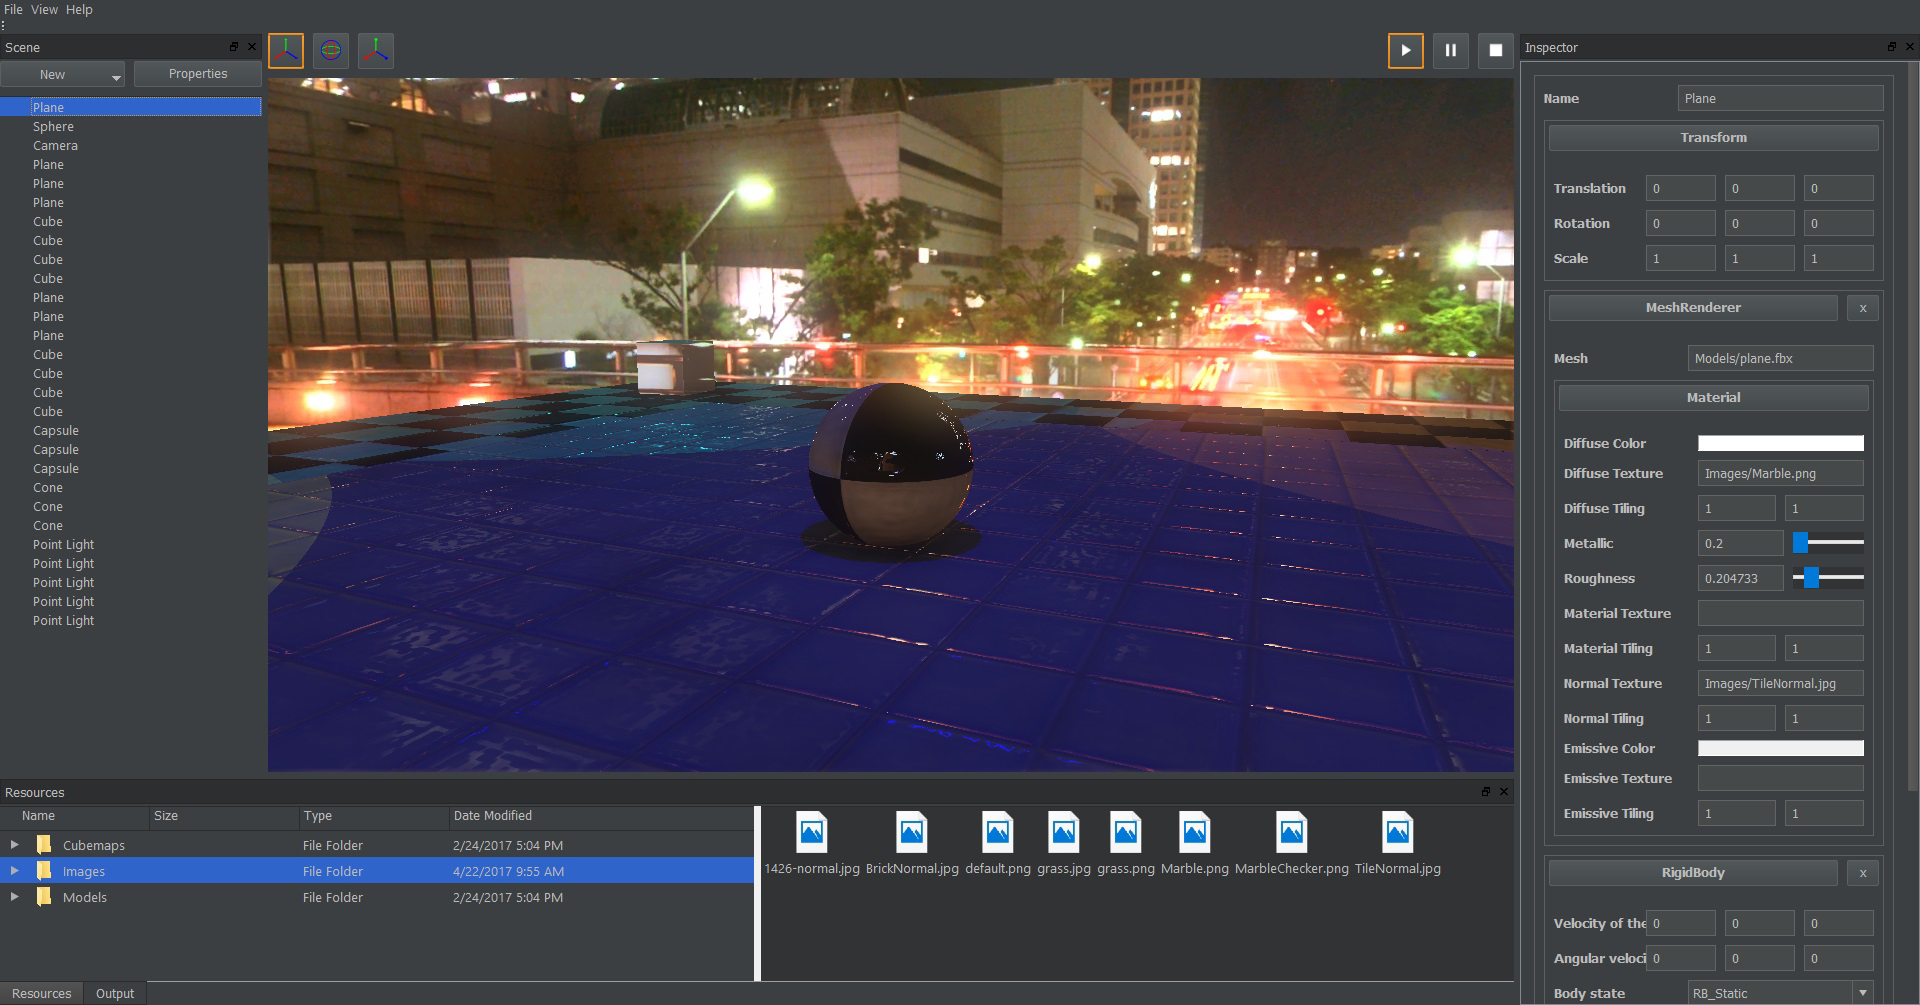 File View Help
Scene
New Properties
Plane
Sphere
Camera
Plane
Plane
Plane
Cube
Cube
Cube
Cube
Plane
Plane
Plane
Cube
Cube
Cube
Cube
Capsule
Capsule
Capsule
Cone
Cone
Cone
Point Light
Point Light
Point Light
Point Light
Point Light
Inspector
Name Plane
Transform
Translation 0 0 0
Rotation 0 0 0
Scale 1 1 1
MeshRenderer x
Mesh Models/plane.fbx
Material
Diffuse Color
Diffuse Texture Images/Marble.png
Diffuse Tiling 1 1
Metallic 0.2
Roughness 0.204733
Material Texture
Material Tiling 1 1
Normal Texture Images/TileNormal.jpg
Normal Tiling 1 1
Emissive Color
Emissive Texture
Emissive Tiling 1 1
RigidBody x
Velocity of the 0 0 0
Angular veloci 0 0 0
Body state RB_Static
Resources
Name Size Type Date Modified
Cubemaps File Folder 2/24/2017 5:04 PM
Images File Folder 4/22/2017 9:55 AM
Models File Folder 2/24/2017 5:04 PM
1426-normal.jpg BrickNormal.jpg default.png grass.jpg grass.png Marble.png MarbleChecker.png TileNormal.jpg
Resources Output